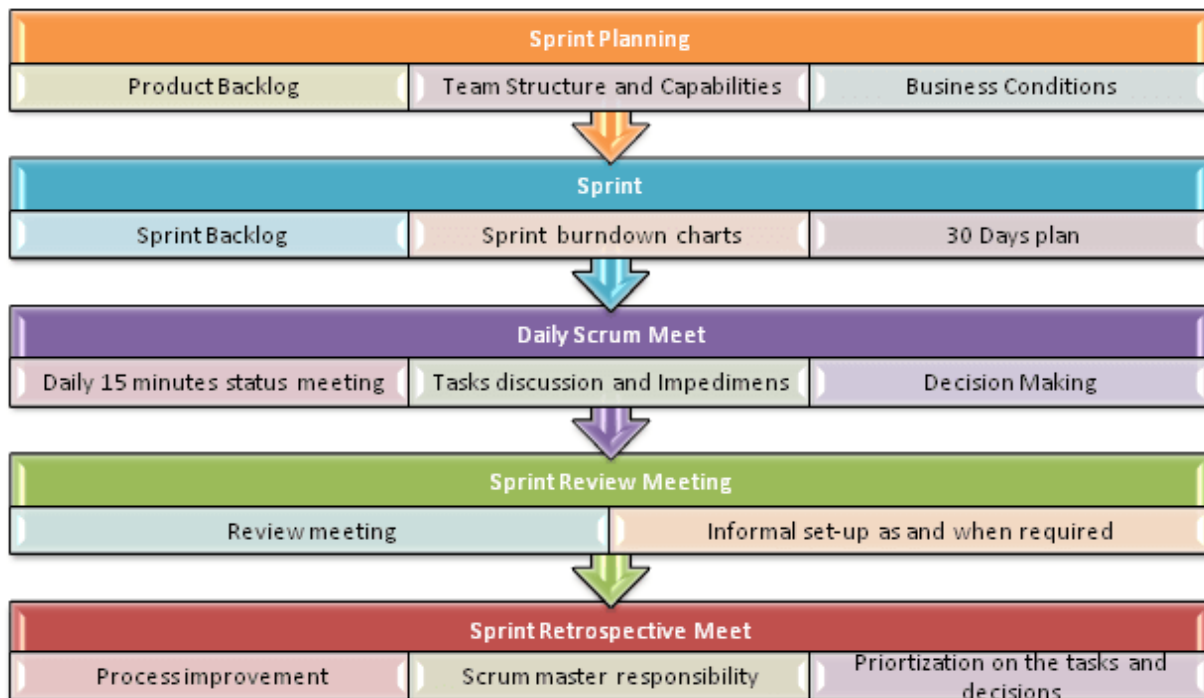 Sprint Planning
Product Backlog
Team Structure and Capabilities
Business Conditions
Sprint
Sprint Backlog
Sprint burndown charts
30 Days plan
Daily Scrum Meet
Daily 15 minutes status meeting
Tasks discussion and Impedimens
Decision Making
Sprint Review Meeting
Review meeting
Informal set-up as and when required
Sprint Retrospective Meet
Process improvement
Scrum master responsibility
Priortization on the tasks and
decisions